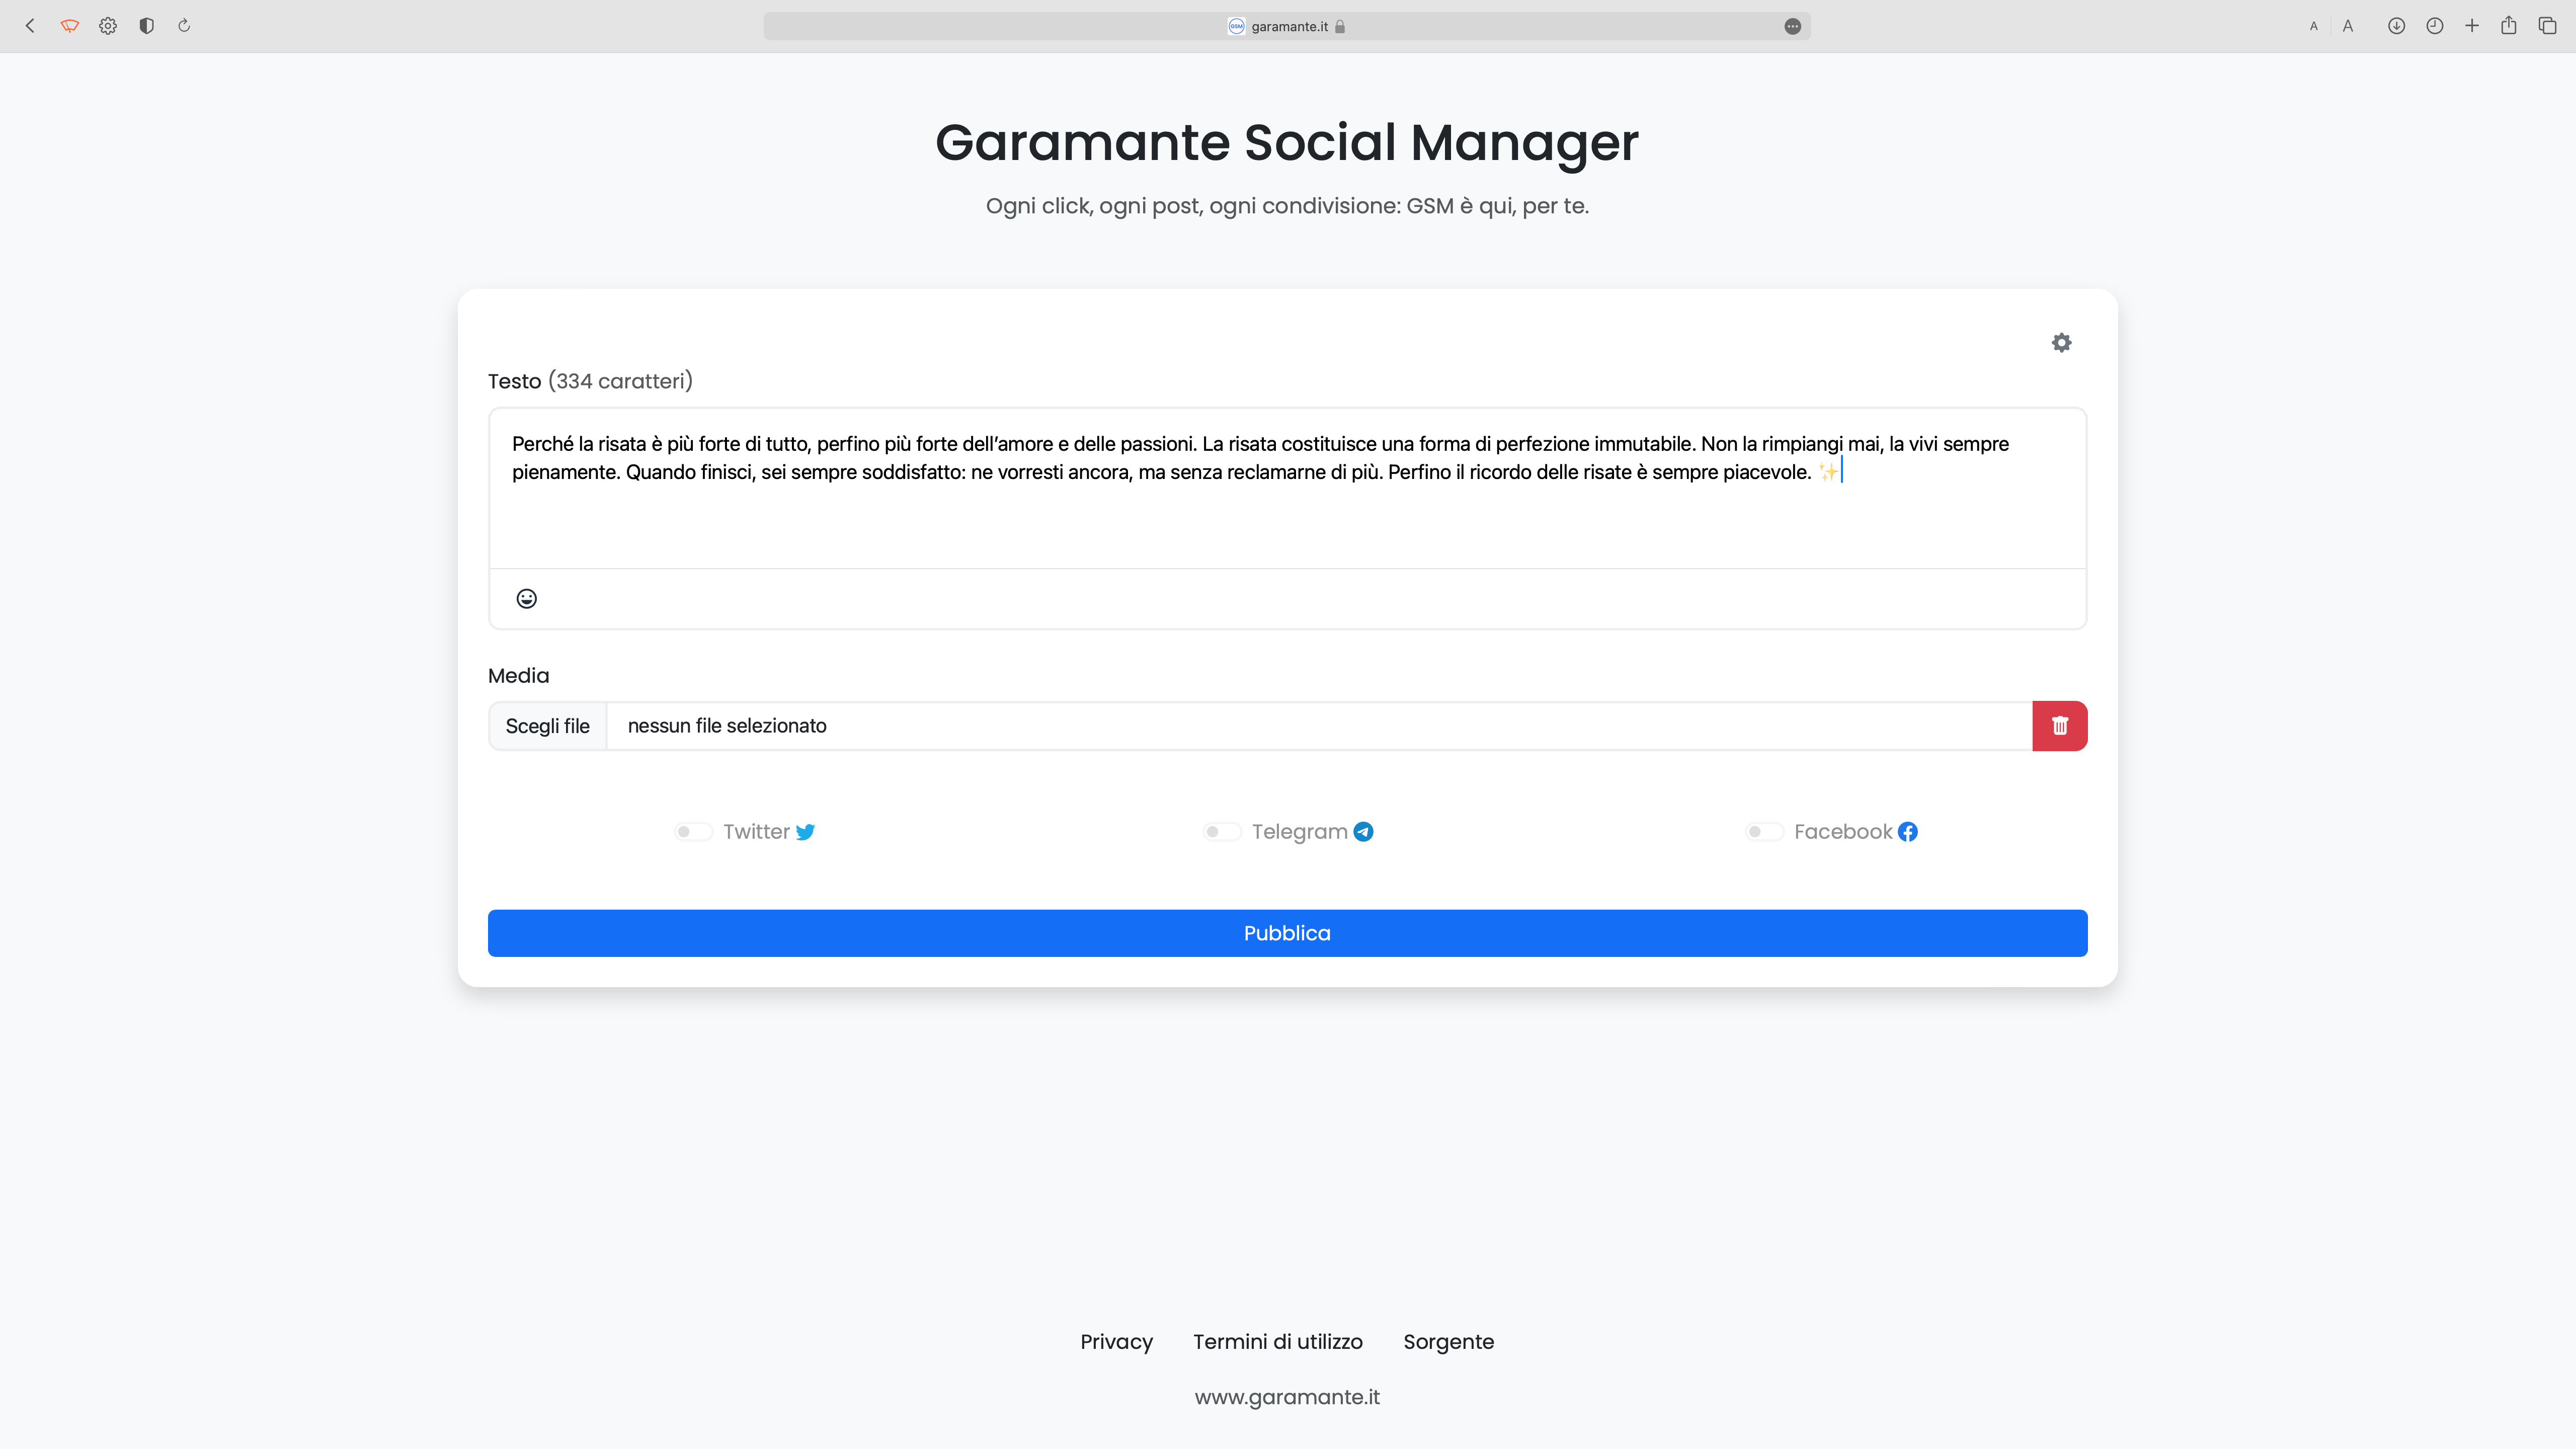 GSM garamante.it
A A
Garamante Social Manager
Ogni click, ogni post, ogni condivisione: GSM è qui, per te.
Testo (334 caratteri)
Perché la risata è più forte di tutto, perfino più forte dell’amore e delle passioni. La risata costituisce una forma di perfezione immutabile. Non la rimpiangi mai, la vivi sempre
pienamente. Quando finisci, sei sempre soddisfatto: ne vorresti ancora, ma senza reclamarne di più. Perfino il ricordo delle risate è sempre piacevole. ✨
Media
Scegli file nessun file selezionato
Twitter Telegram Facebook
Pubblica
Privacy Termini di utilizzo Sorgente
www.garamante.it